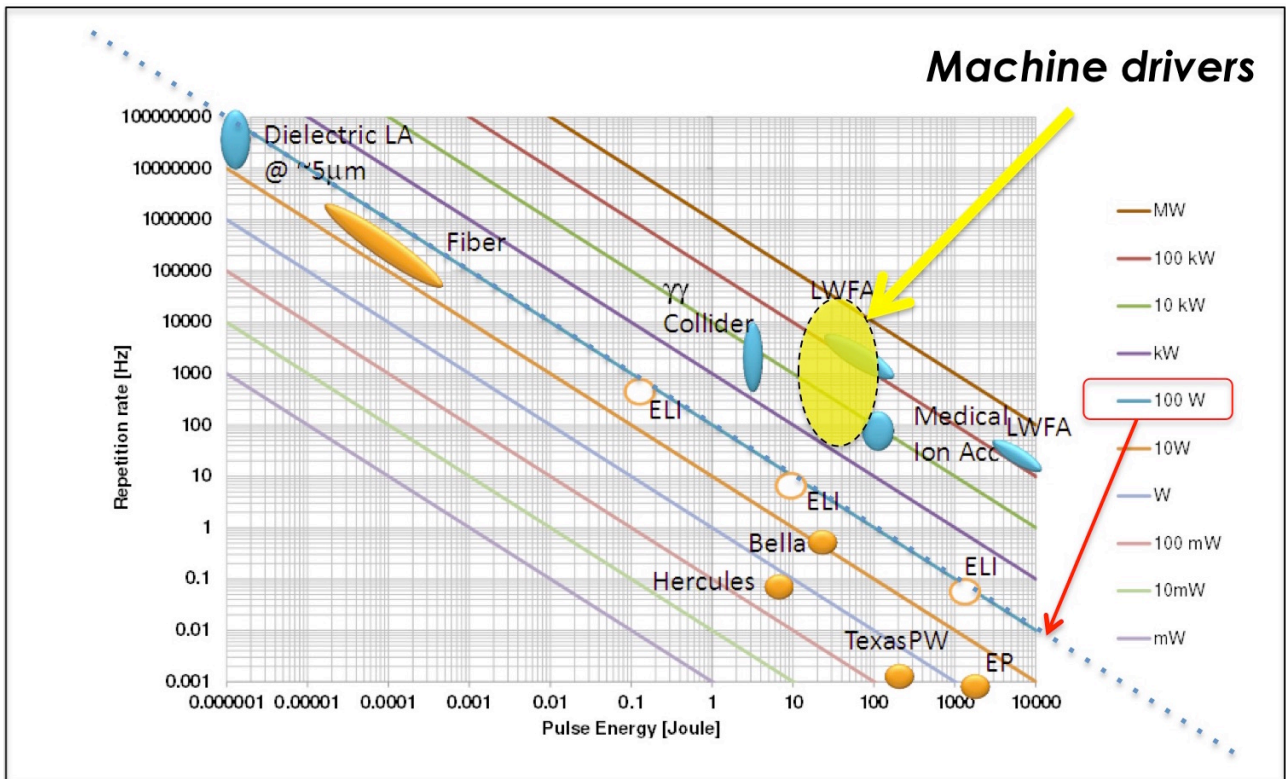 Machine drivers
100000000
10000000
1000000
100000
10000
1000
100
10
1
0.1
0.01
0.001
Repetition rate [Hz]
Dielectric LA
@ ~5µm
Fiber
γγ
Collider
LWFA
ELI
Medical
Ion Acc
LWFA
ELI
Bella
Hercules
ELI
TexasPW
EP
0.000001
0.00001
0.0001
0.001
0.01
0.1
1
10
100
1000
10000
Pulse Energy [Joule]
MW
100 kW
10 kW
kW
100 W
10W
W
100 mW
10mW
mW